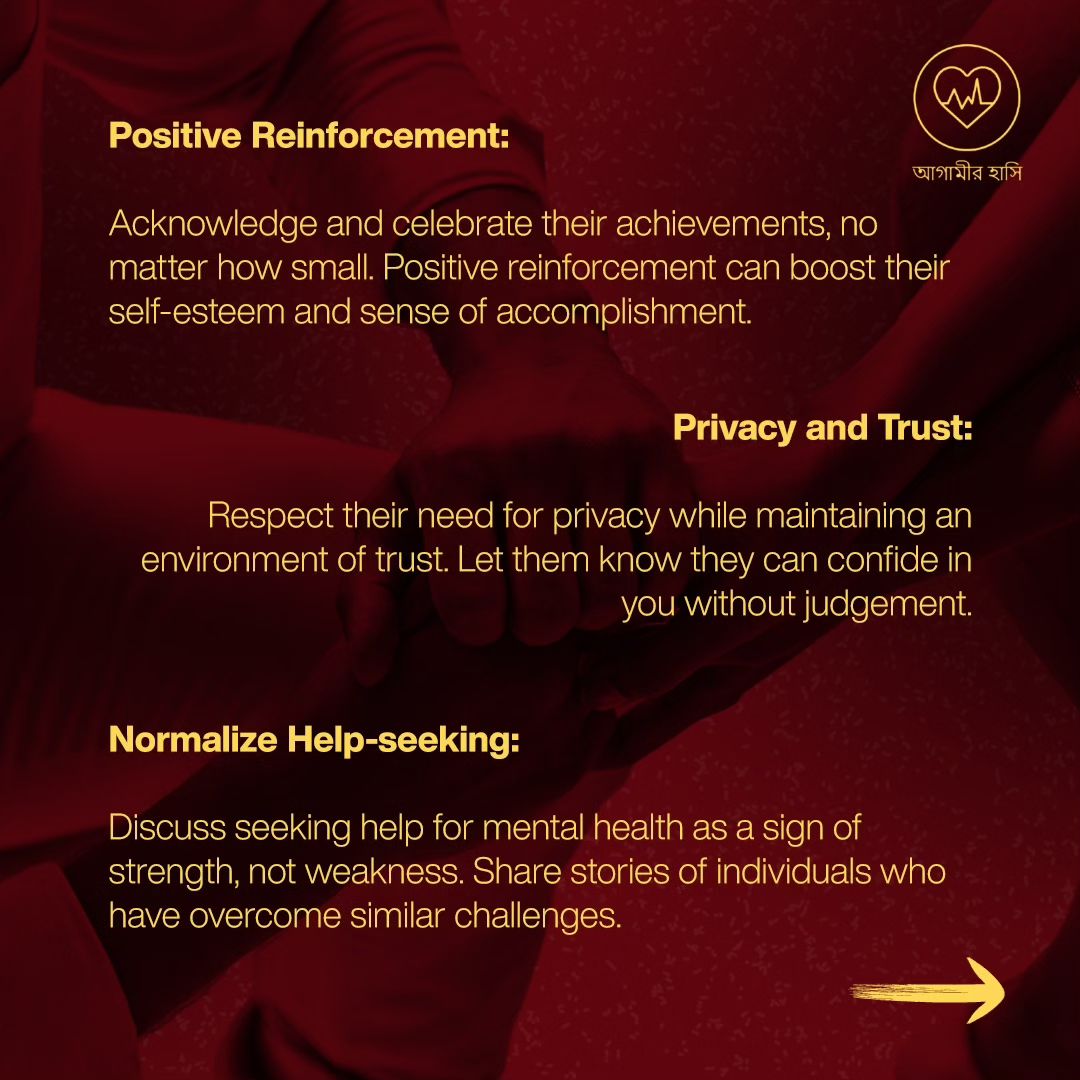 আগামীর হাসি
Positive Reinforcement:
Acknowledge and celebrate their achievements, no
matter how small. Positive reinforcement can boost their
self-esteem and sense of accomplishment.
Privacy and Trust:
Respect their need for privacy while maintaining an
environment of trust. Let them know they can confide in
you without judgement.
Normalize Help-seeking:
Discuss seeking help for mental health as a sign of
strength, not weakness. Share stories of individuals who
have overcome similar challenges.